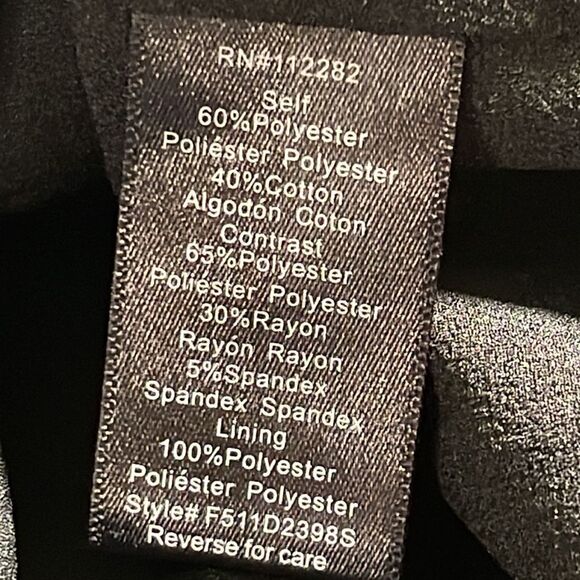 RN#112282
Self
60%Polyester
Poliéster Polyester
40%Cotton
Algodón Coton
Contrast
65%Polyester
Poliéster Polyester
30%Rayon
Rayón Rayon
5%Spandex
Spándex Spandex
Lining
100%Polyester
Poliéster Polyester
Style# F511D2398S
Reverse for care